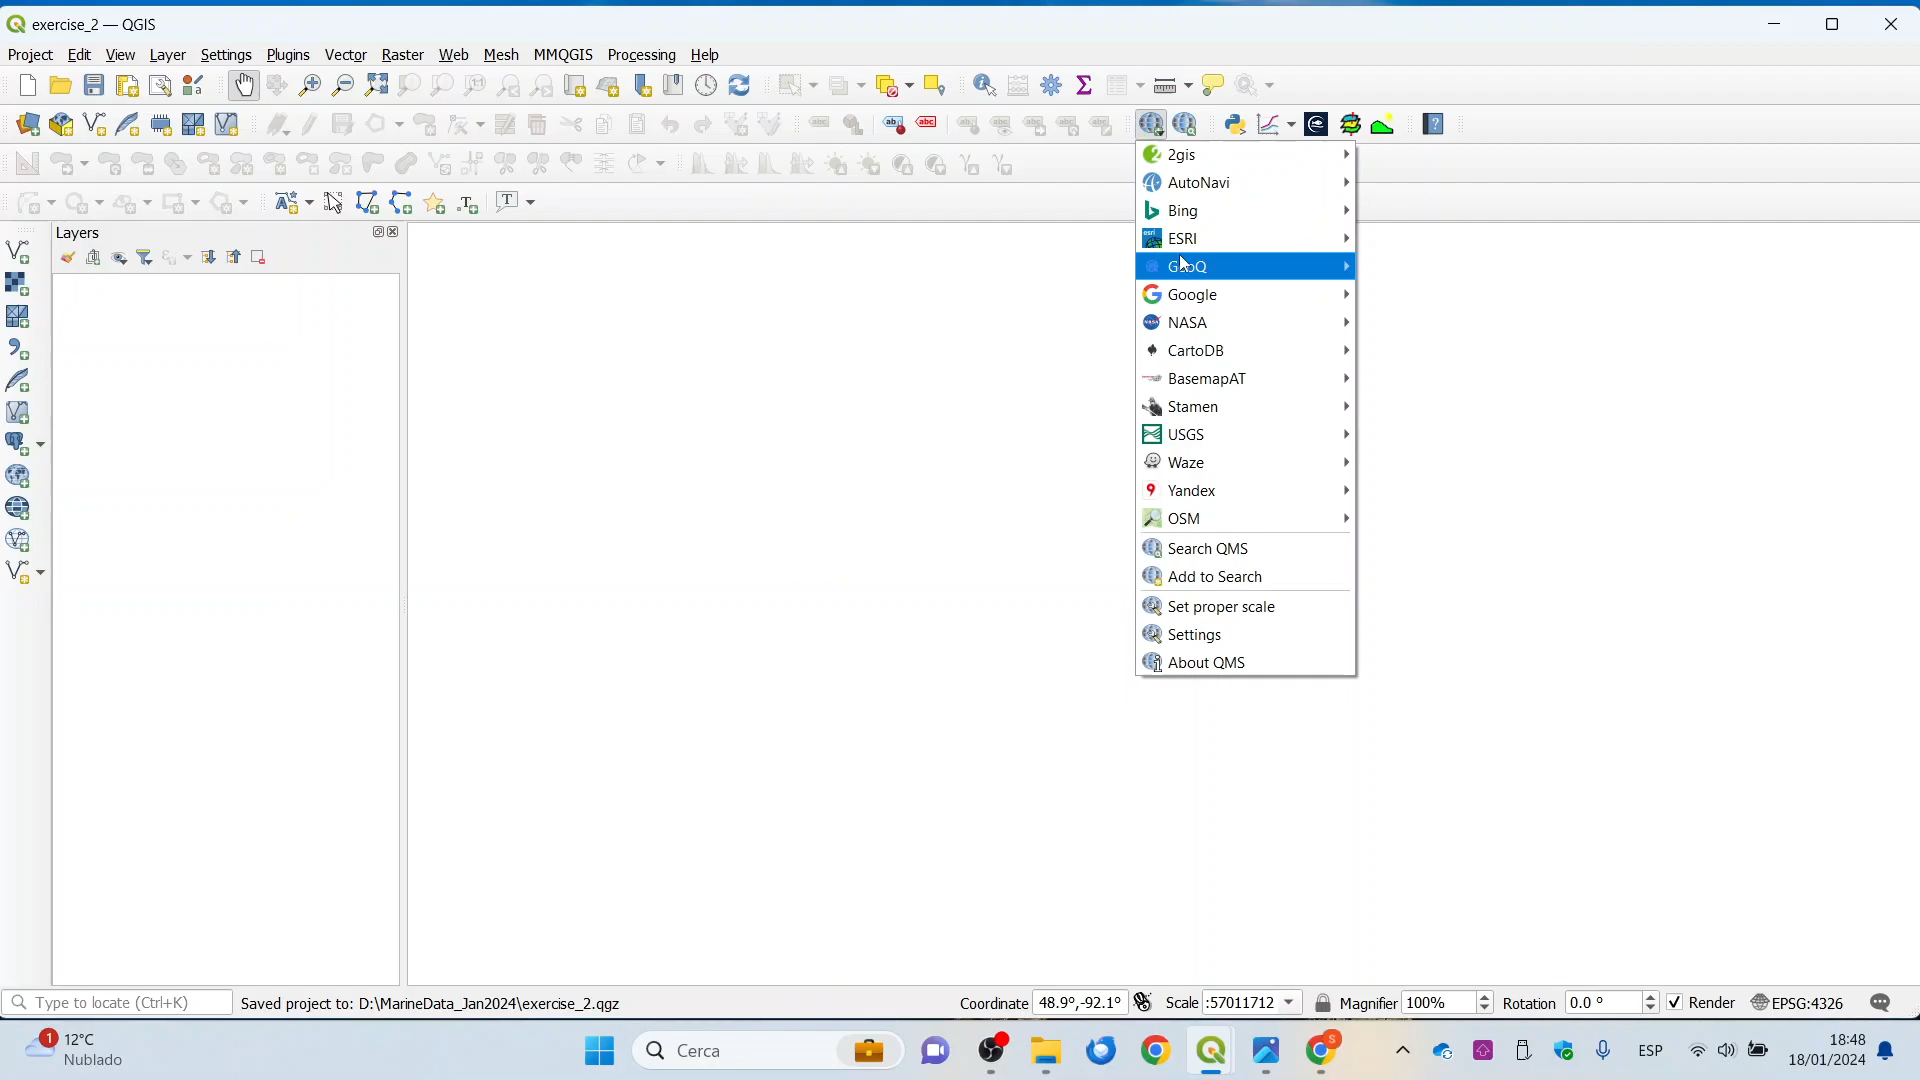 exercise_2 — QGIS
Project Edit View Layer Settings Plugins Vector Raster Web Mesh MMQGIS Processing Help
Layers
2gis
AutoNavi
Bing
ESRI
Google
NASA
CartoDB
BasemapAT
Stamen
USGS
Waze
Yandex
OSM
Search QMS
Add to Search
Set proper scale
Settings
About QMS
Type to locate (Ctrl+K) Saved project to: D:\MarineData_Jan2024\exercise_2.qgz Coordinate 48.9°,-92.1° Scale :57011712 Magnifier 100% Rotation 0.0 ° Render EPSG:4326
1 12°C
Nublado
Cerca
S
ESP
18:48
18/01/2024